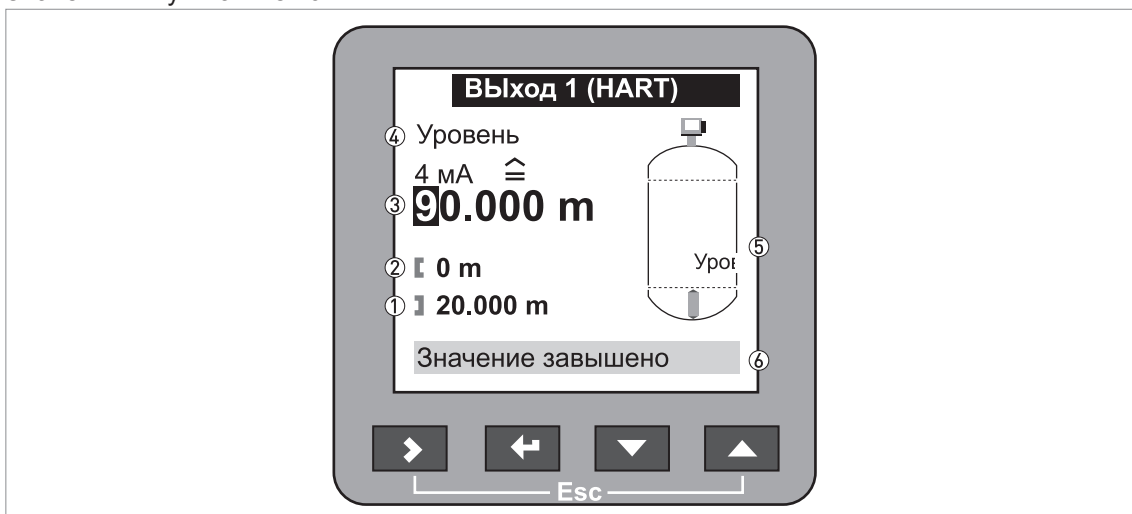 ВЫход 1 (HART)
④ Уровень
4 мА ≙
③ 90.000 m
② [ 0 m
Уров ⑤
① ] 20.000 m
Значение завышено ⑥
Esc